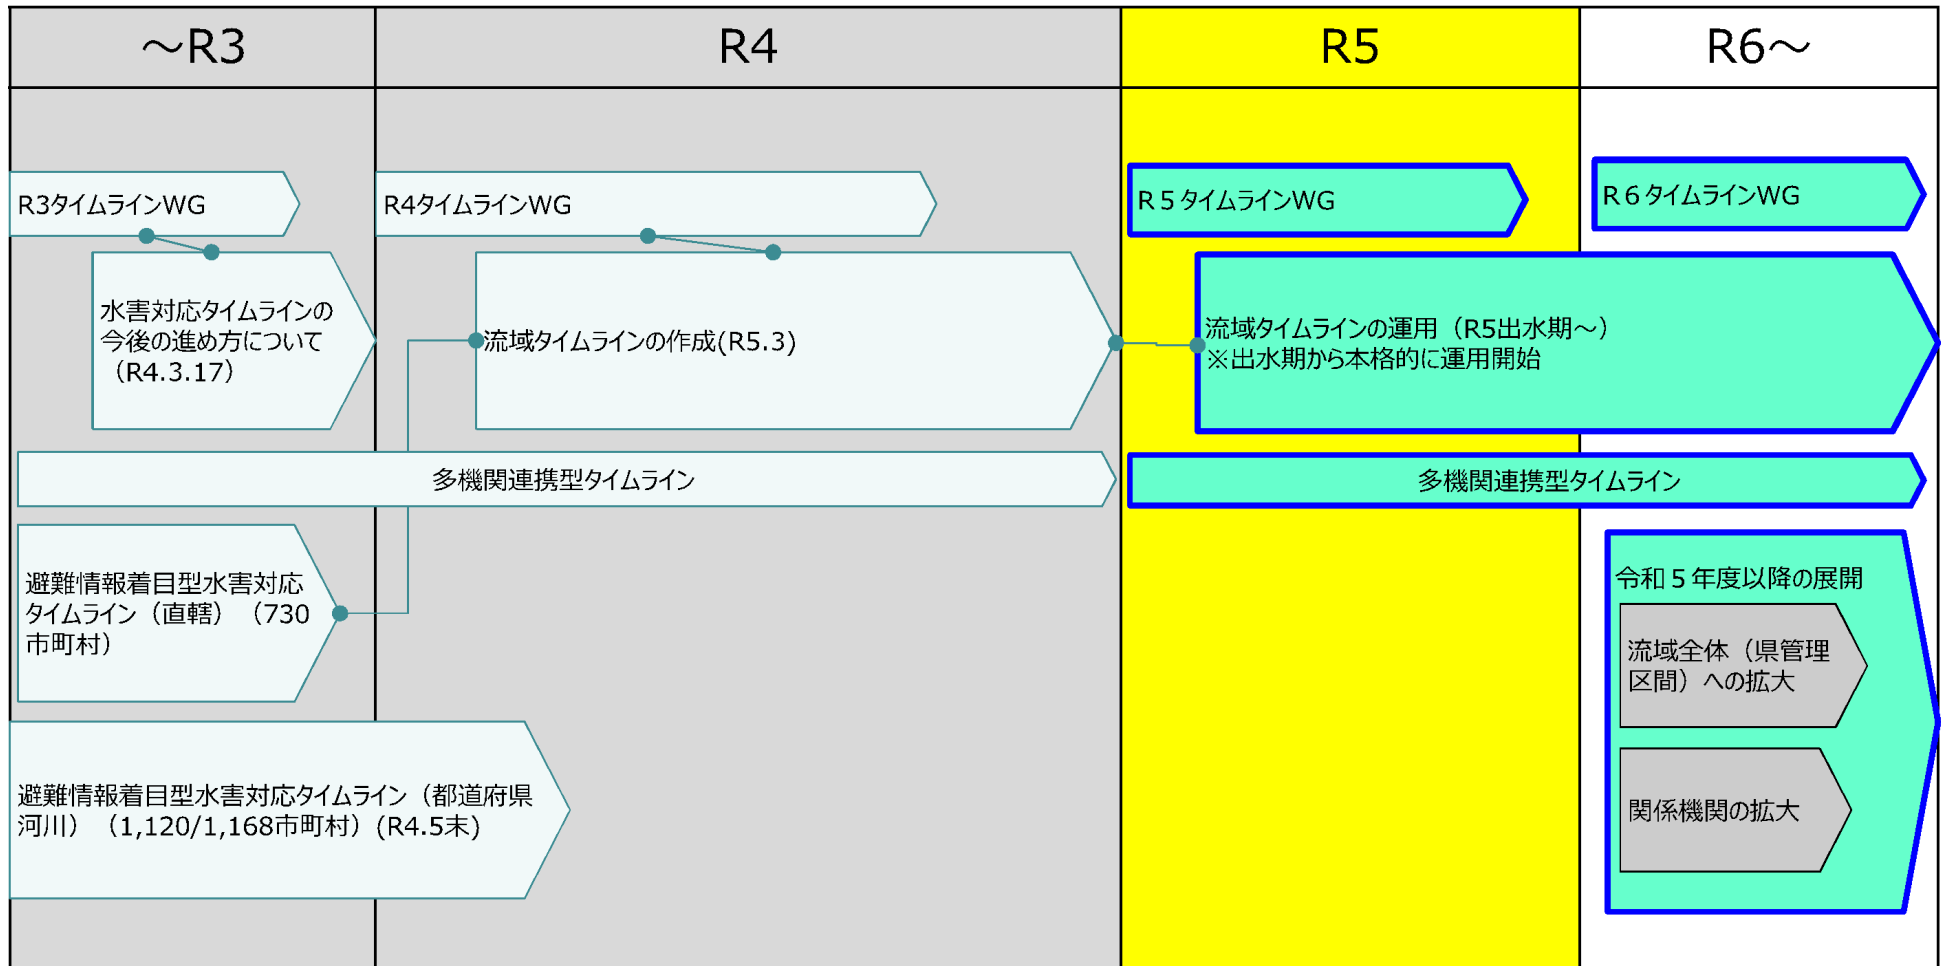 ～R3
R4
R5
R6～
R3タイムラインWG
R4タイムラインWG
R５タイムラインWG
R６タイムラインWG
水害対応タイムラインの
今後の進め方について
（R4.3.17）
流域タイムラインの作成(R5.3)
流域タイムラインの運用（R5出水期～）
※出水期から本格的に運用開始
多機関連携型タイムライン
多機関連携型タイムライン
避難情報着目型水害対応
タイムライン（直轄）（730
市町村）
令和５年度以降の展開
流域全体（県管理
区間）への拡大
関係機関の拡大
避難情報着目型水害対応タイムライン（都道府県
河川）（1,120/1,168市町村）(R4.5末)